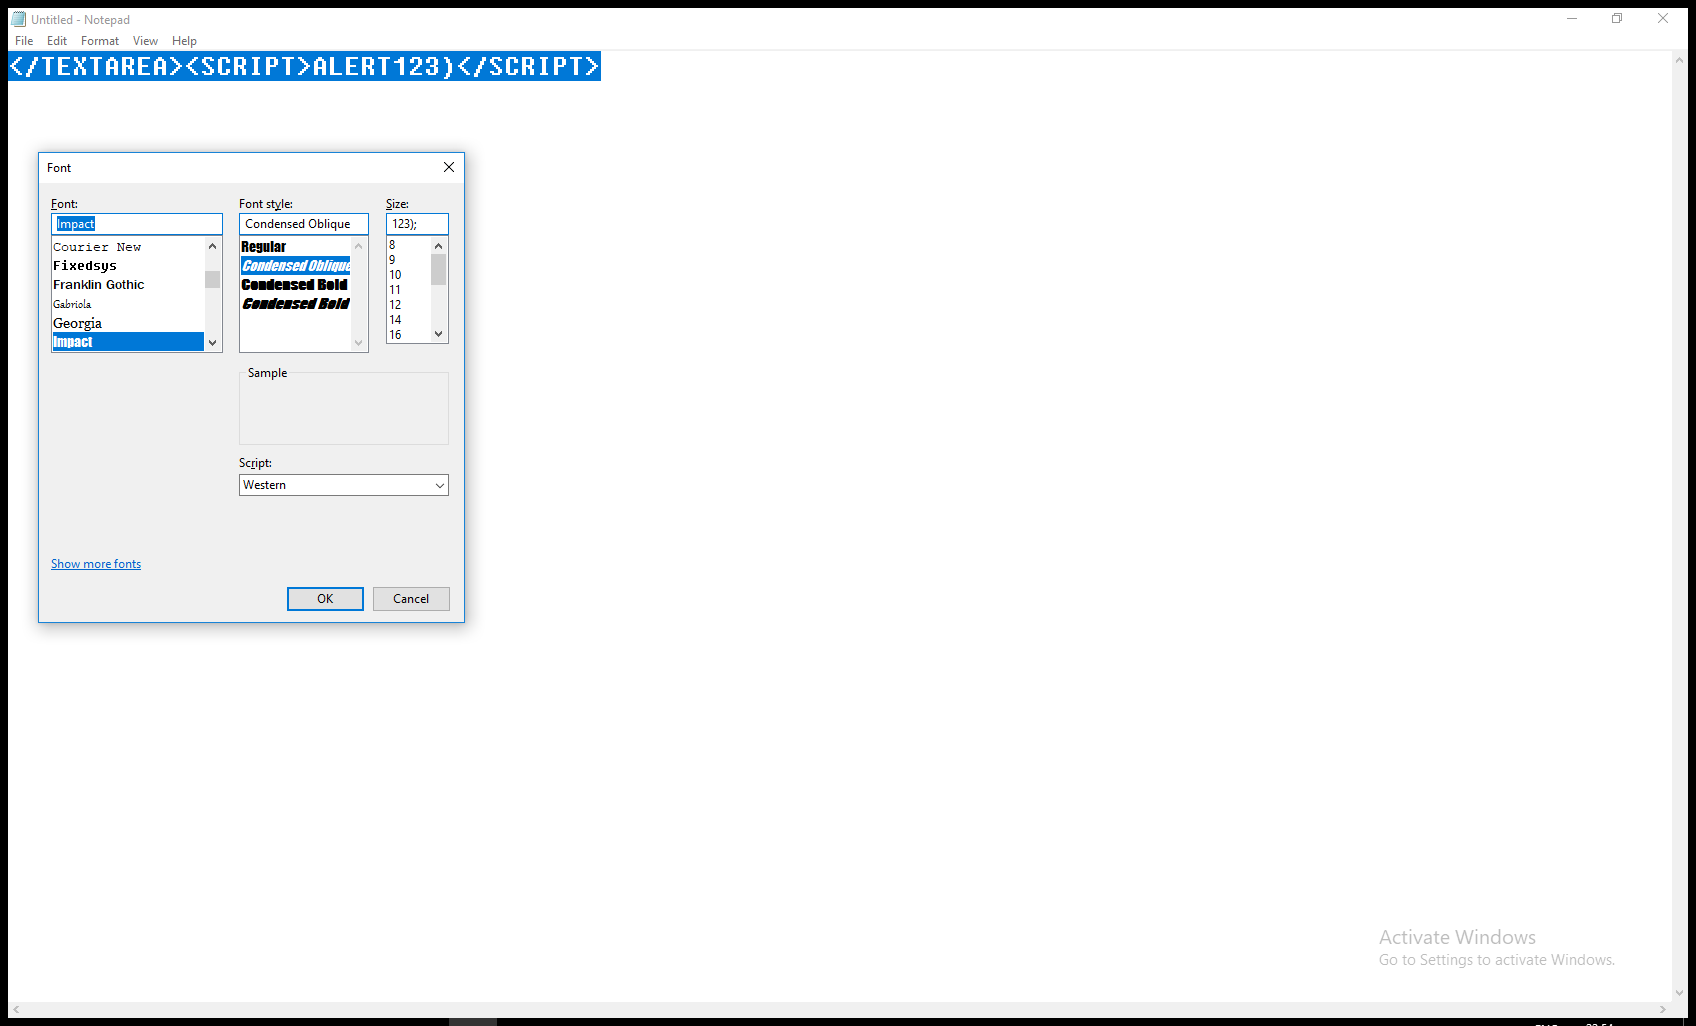 Untitled - Notepad
File Edit Format View Help
</TEXTAREA><SCRIPT>ALERT123)</SCRIPT>
Font
Font: Font style: Size:
Impact Condensed Oblique 123);
Courier New Regular 8
Fixedsys Condensed Oblique 9
Franklin Gothic Condensed Bold 10
Gabriola Condensed Bold 11
Georgia 12
Impact 14
16
Sample
Script:
Western
Show more fonts
OK Cancel
Activate Windows
Go to Settings to activate Windows.